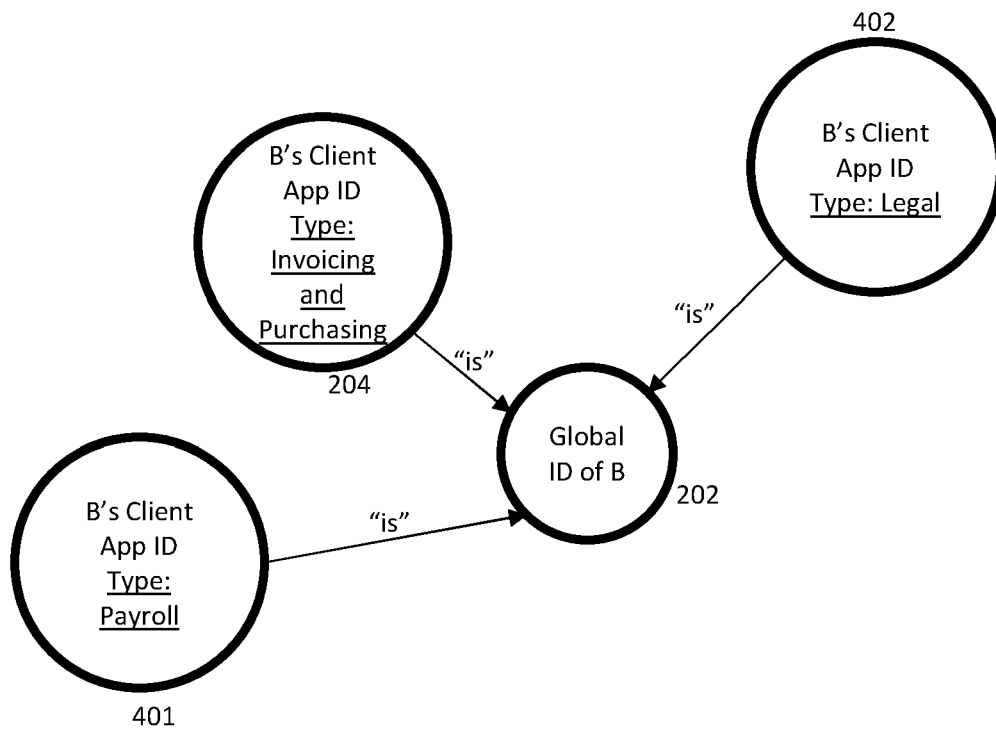 402
B’s Client
App ID
Type: Legal
B’s Client
App ID
Type:
Invoicing
and
Purchasing
“is”
“is”
204
Global
ID of B
202
B’s Client
App ID
Type:
Payroll
“is”
401